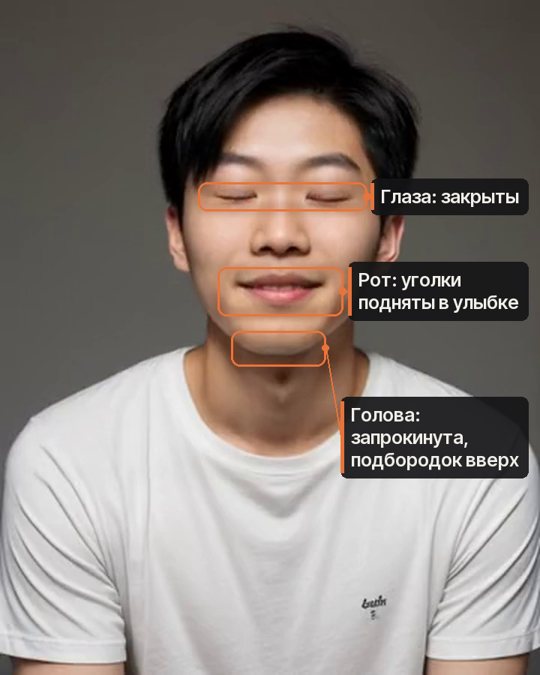 Глаза: закрыты
Рот: уголки
подняты в улыбке
Голова:
запрокинута,
подбородок вверх